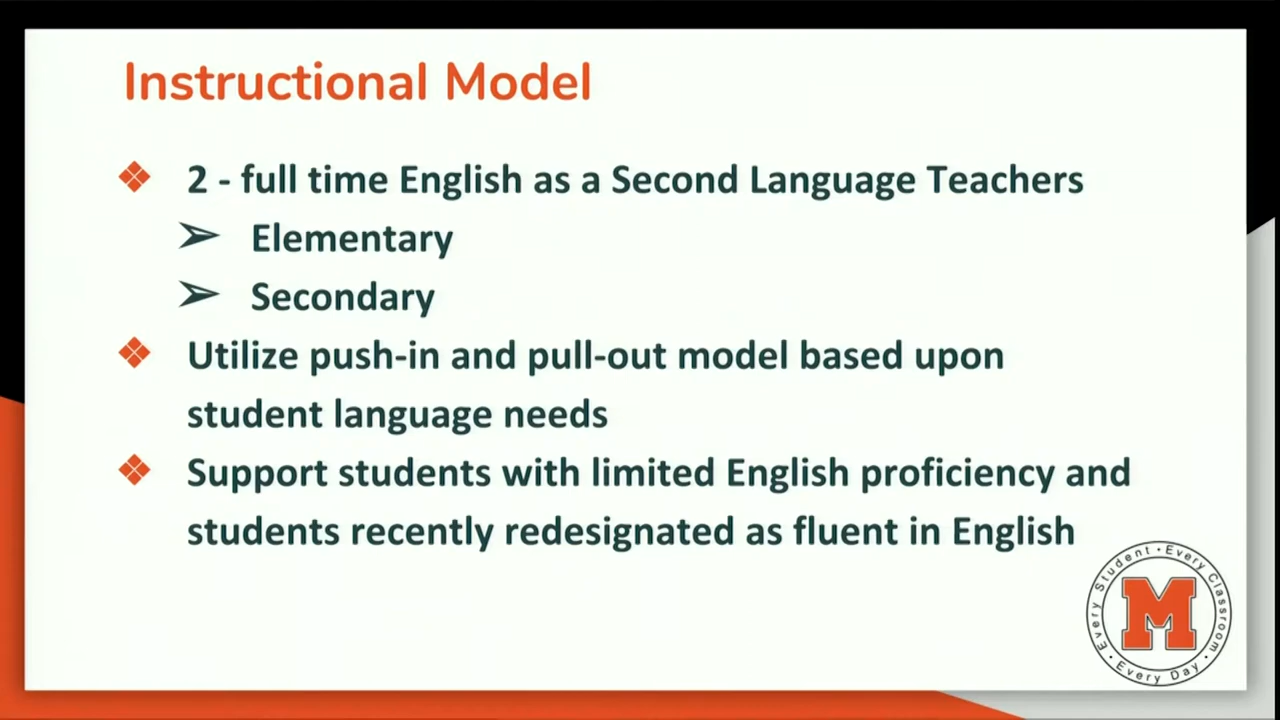 Instructional Model
❖ 2 - full time English as a Second Language Teachers
➢ Elementary
➢ Secondary
❖ Utilize push-in and pull-out model based upon
student language needs
❖ Support students with limited English proficiency and
students recently redesignated as fluent in English
Every Student • Every Classroom • Every Day •
M